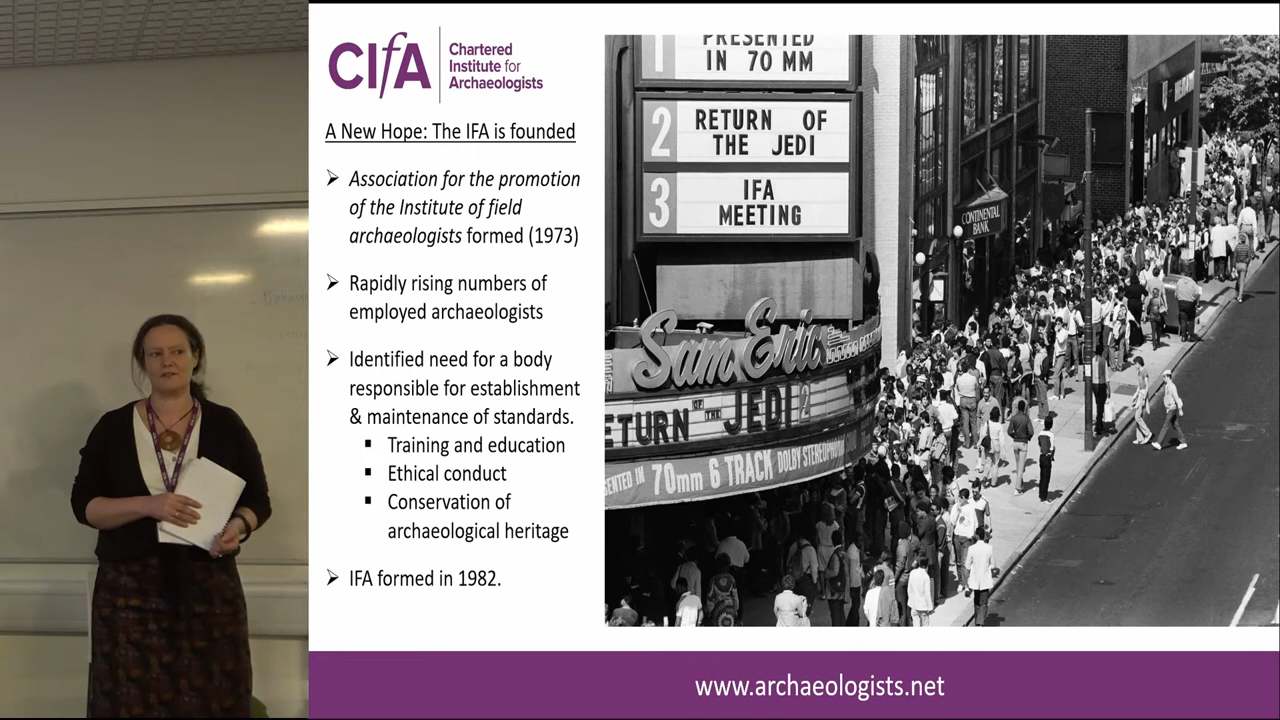 CIfA
Chartered
Institute for
Archaeologists
A New Hope: The IFA is founded
➢ Association for the promotion
of the Institute of field
archaeologists formed (1973)
➢ Rapidly rising numbers of
employed archaeologists
➢ Identified need for a body
responsible for establishment
& maintenance of standards.
▪ Training and education
▪ Ethical conduct
▪ Conservation of
archaeological heritage
➢ IFA formed in 1982.
1 PRESENTED
IN 70 MM
2 RETURN OF
THE JEDI
3 IFA
MEETING
CONTINENTAL
BANK
Sam Eric
ETURN OF THE JEDI 2
SENTED IN 70mm 6 TRACK DOLBY
www.archaeologists.net